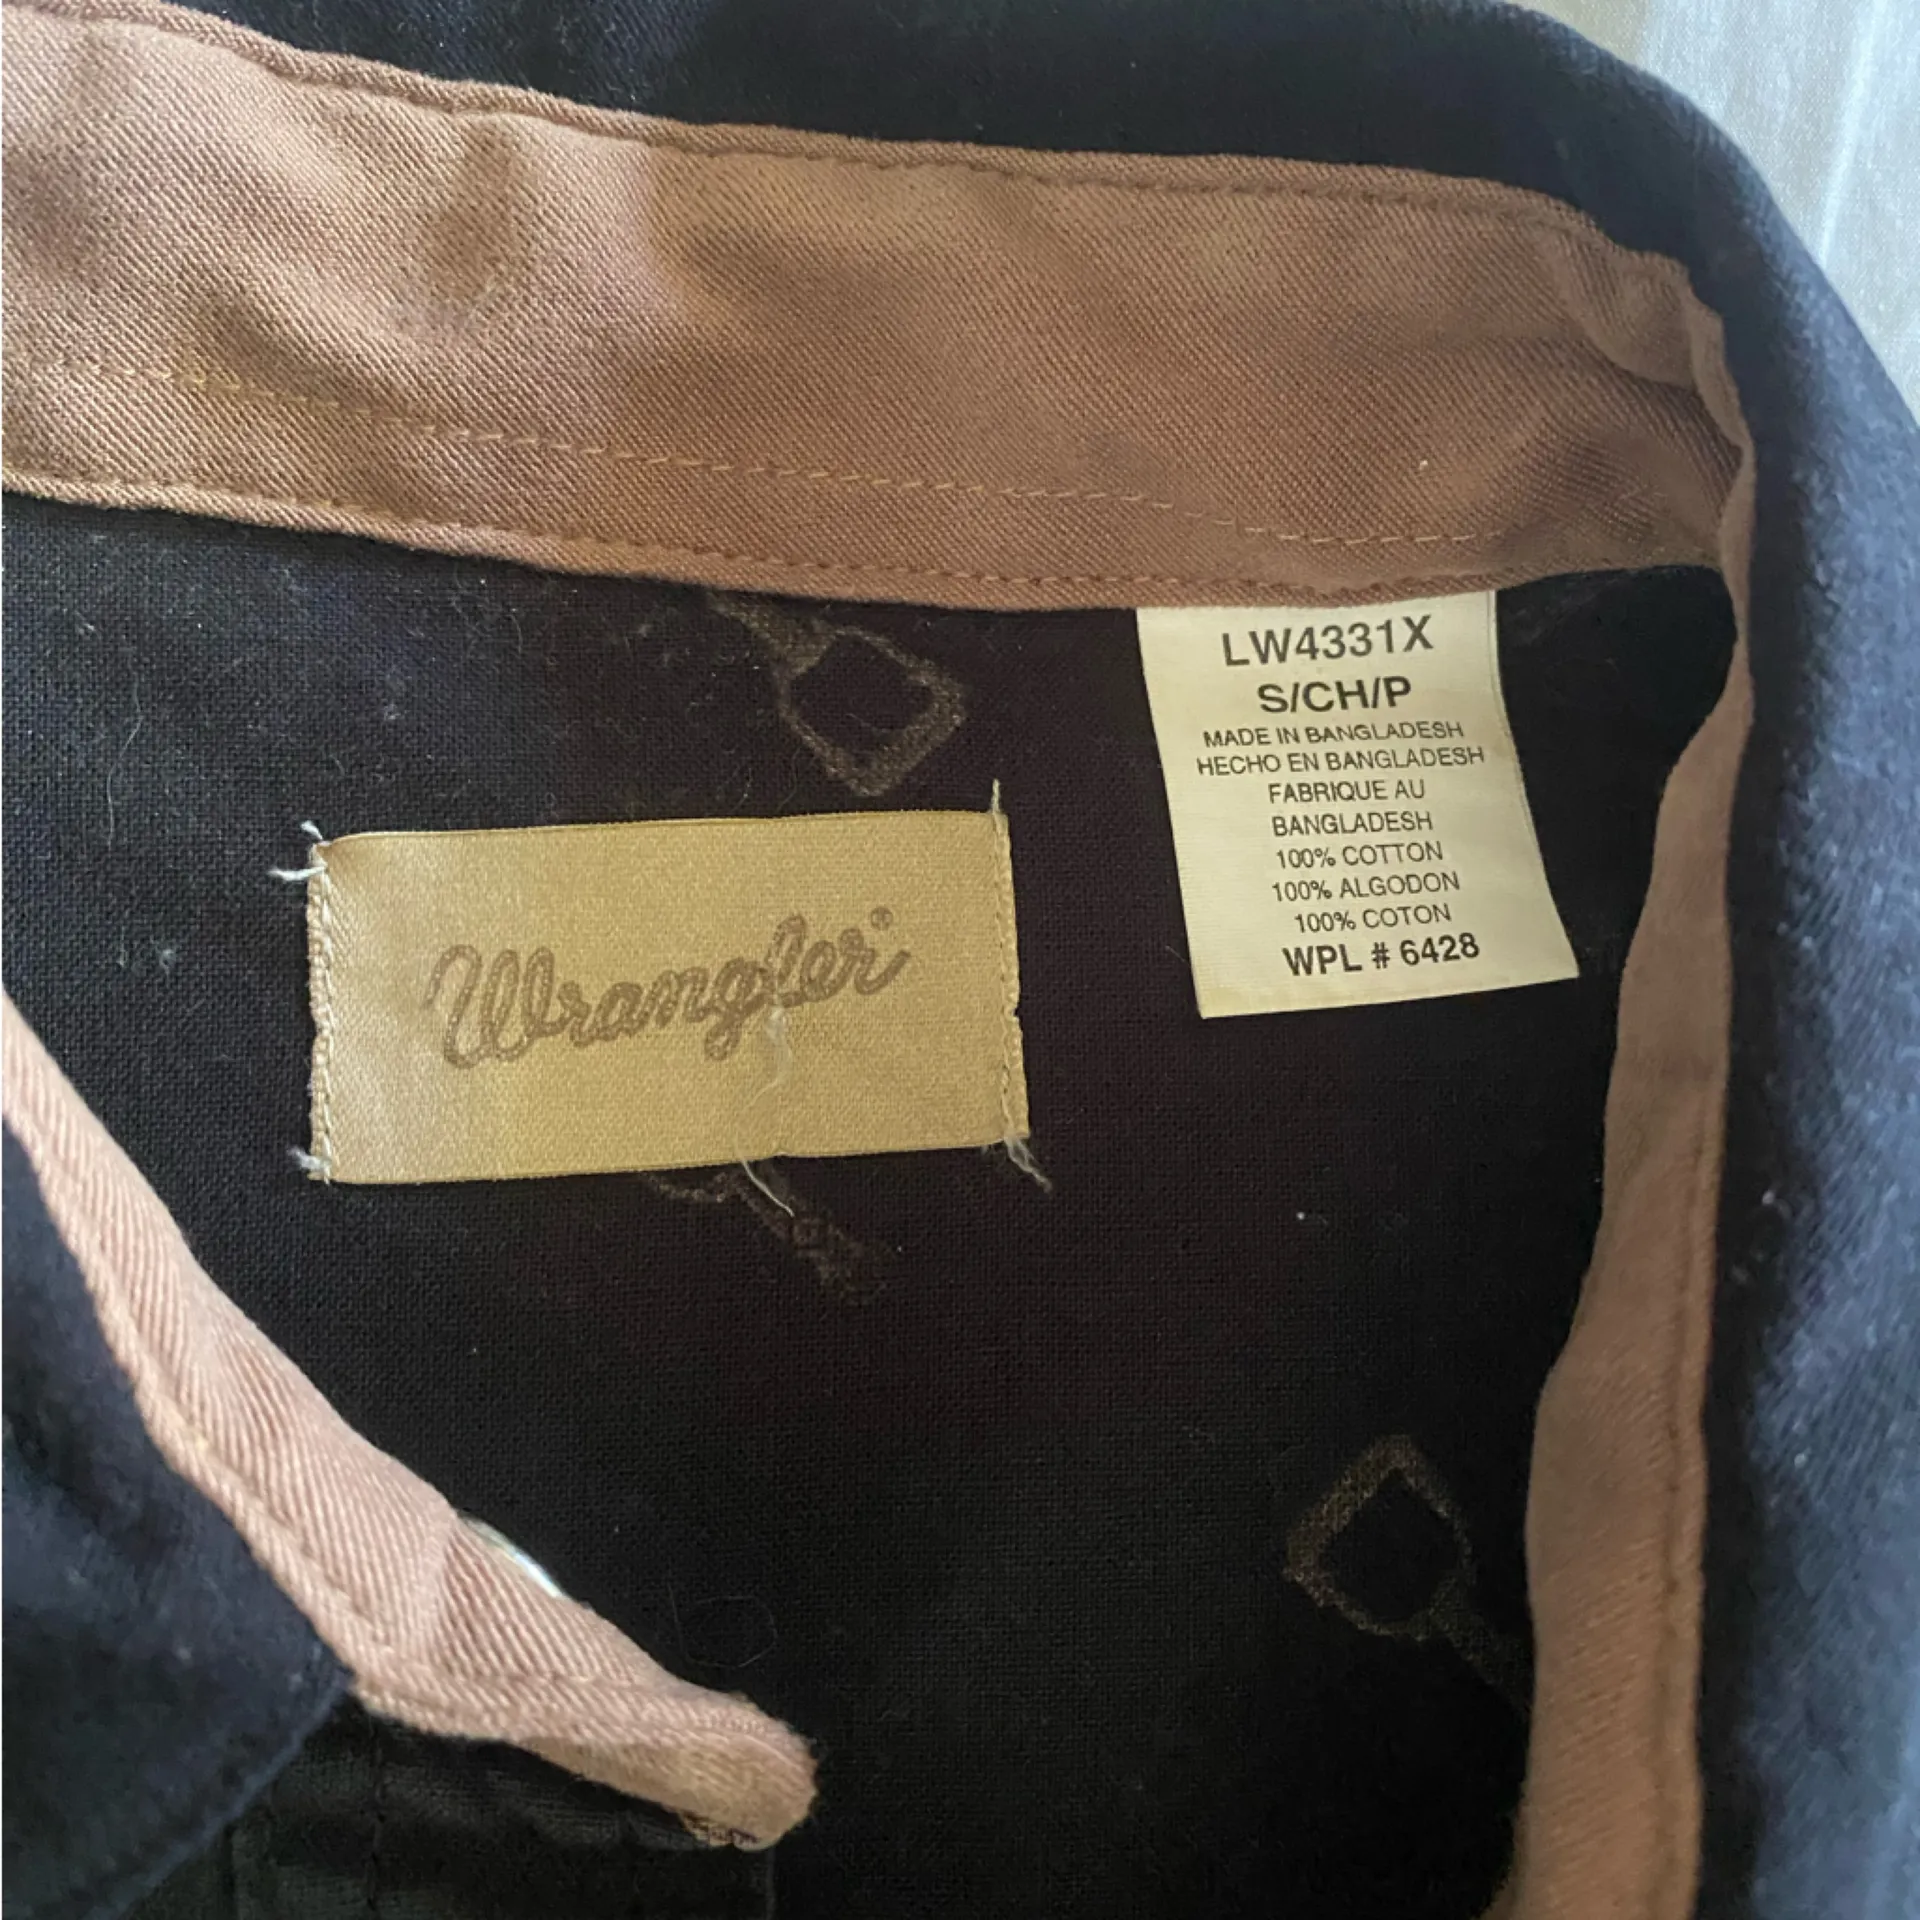 Wrangler®
LW4331X
S/CH/P
MADE IN BANGLADESH
HECHO EN BANGLADESH
FABRIQUE AU
BANGLADESH
100% COTTON
100% ALGODON
100% COTON
WPL # 6428